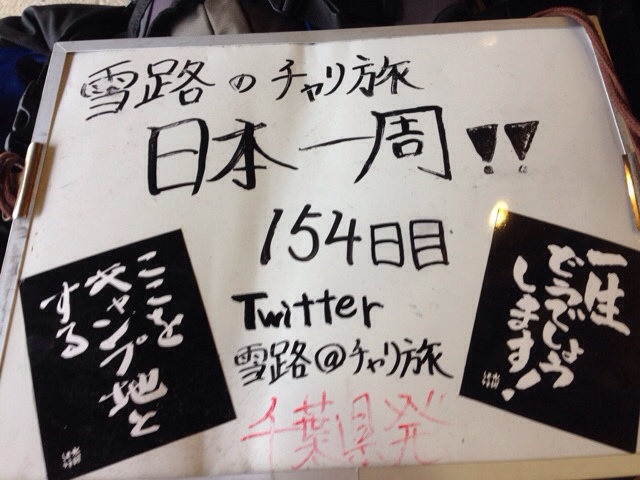 雪路のチャリ旅
日本一周!!
154日目
Twitter
雪路@チャリ旅
千葉県発
ここを
キャンプ地と
する
一生
どうでしょう
します!